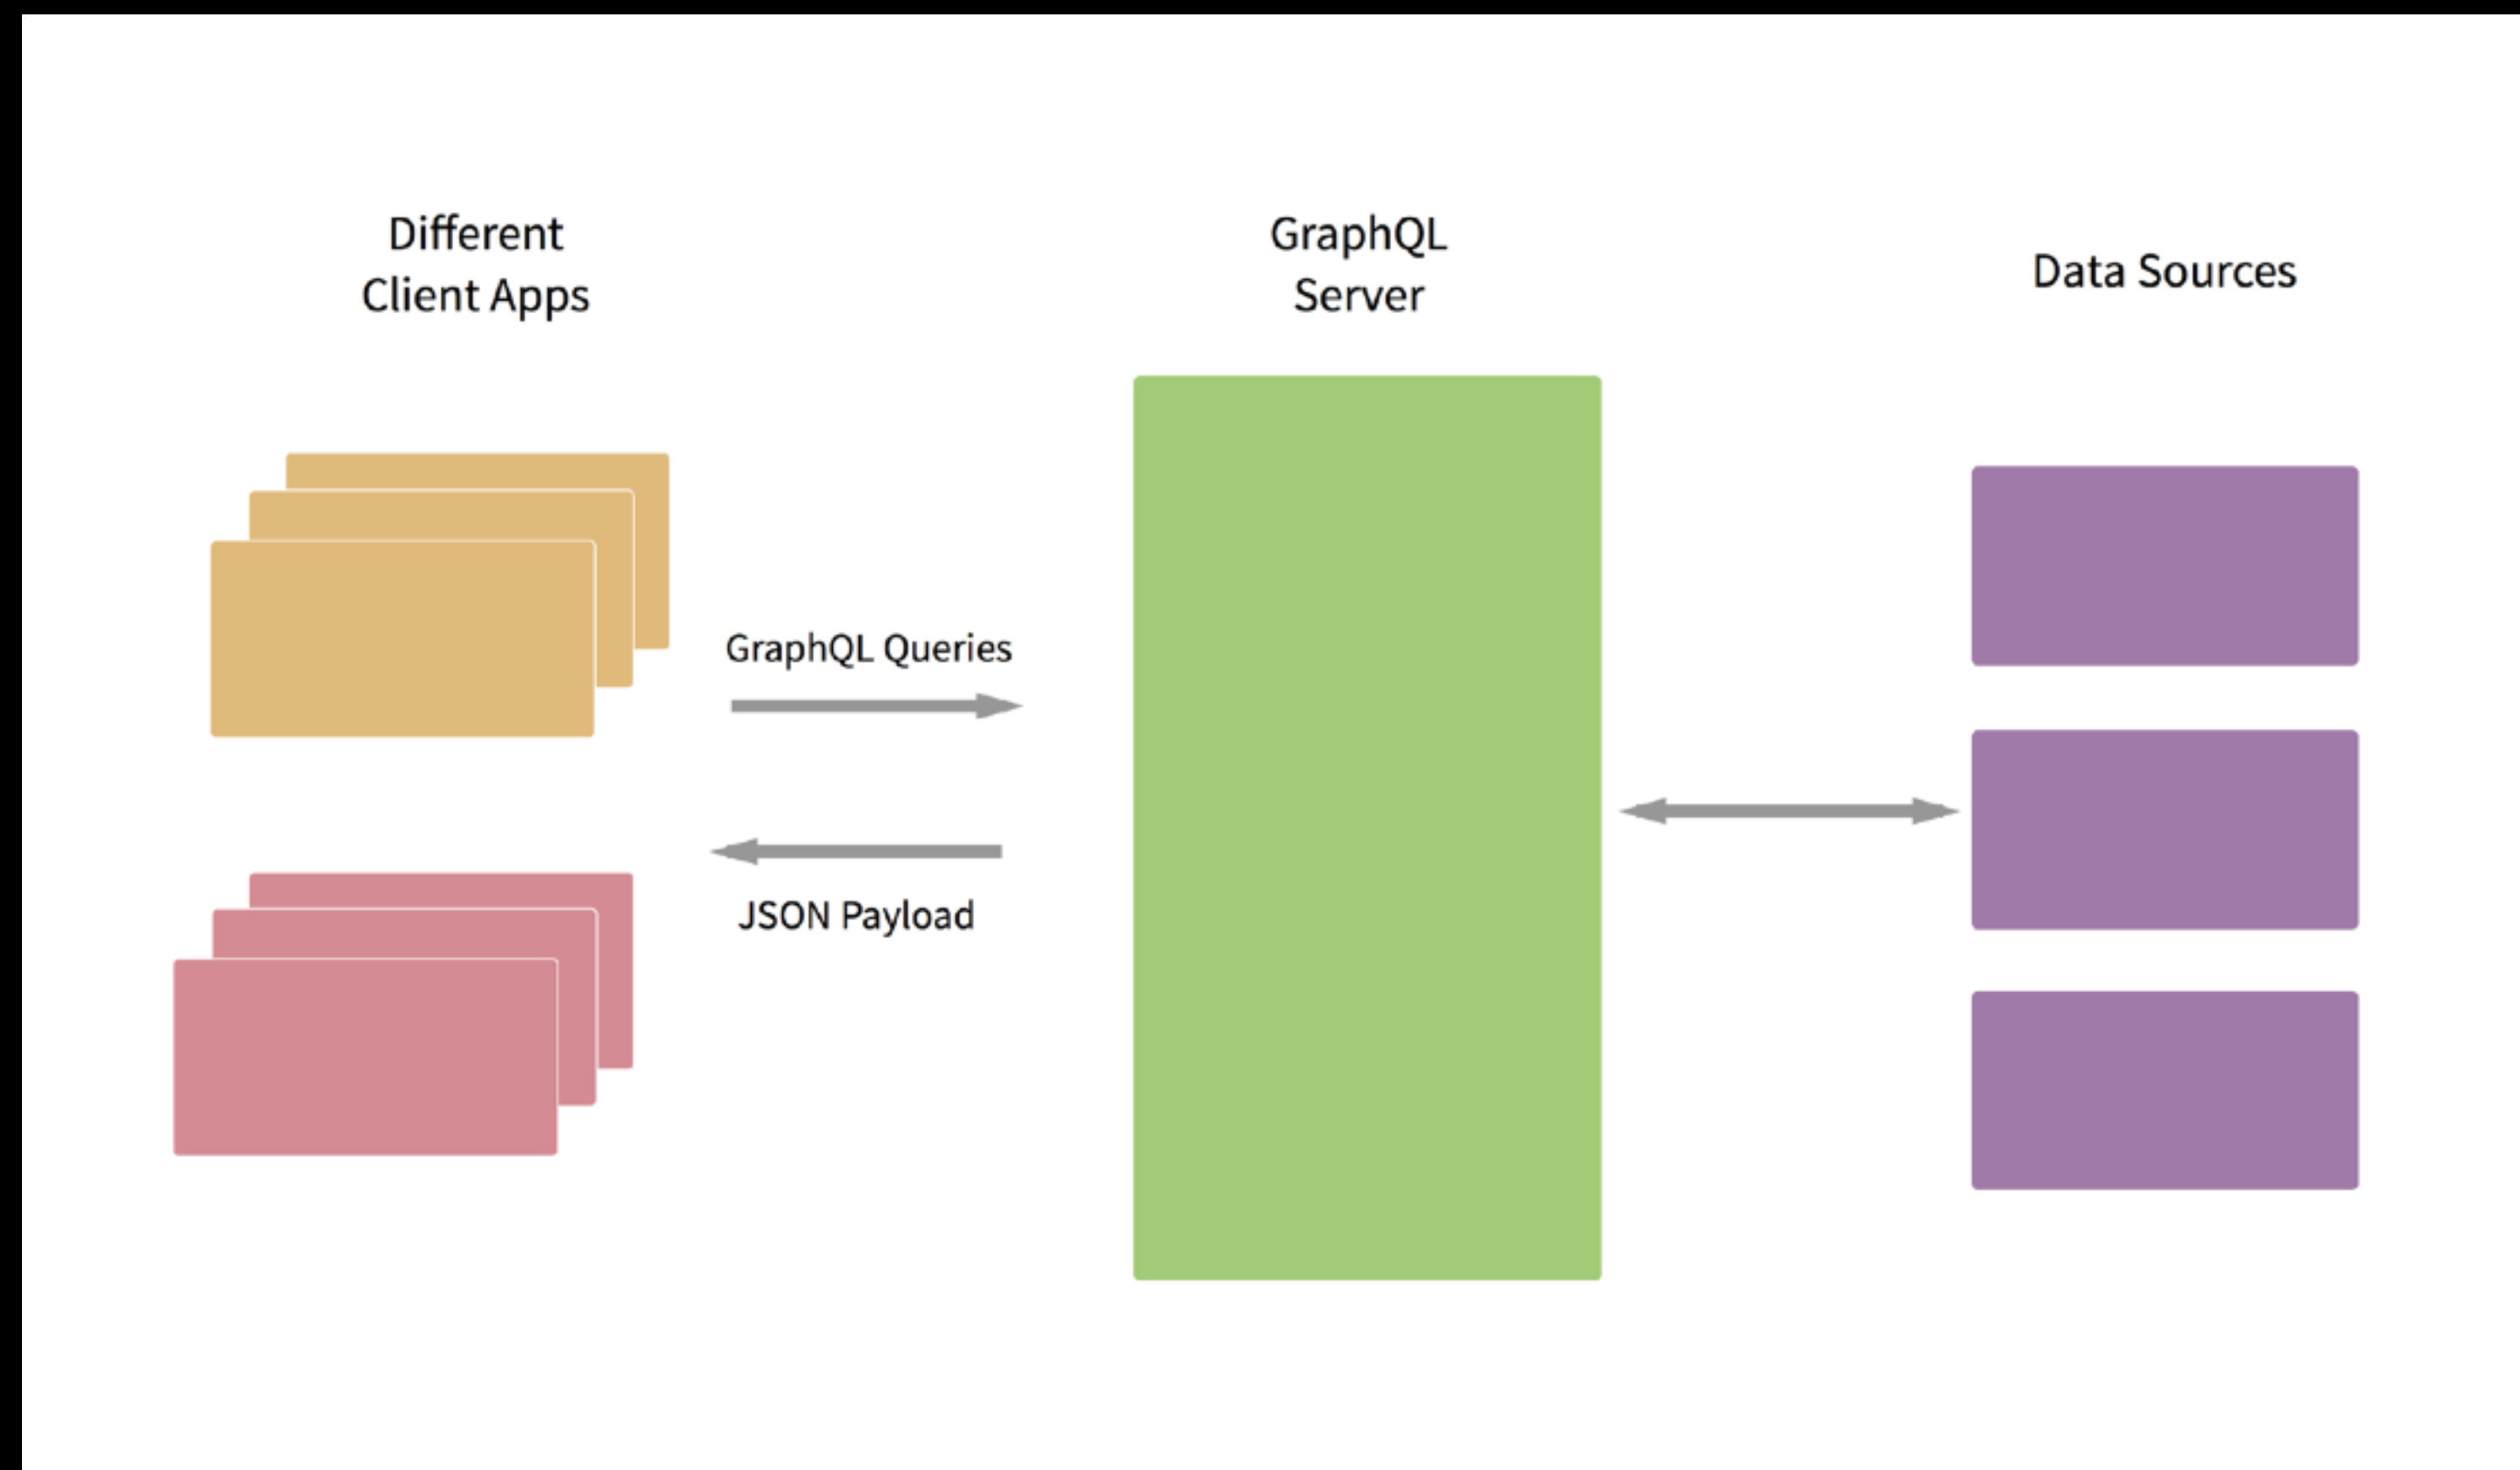 Different
Client Apps
GraphQL
Server
Data Sources
GraphQL Queries
JSON Payload